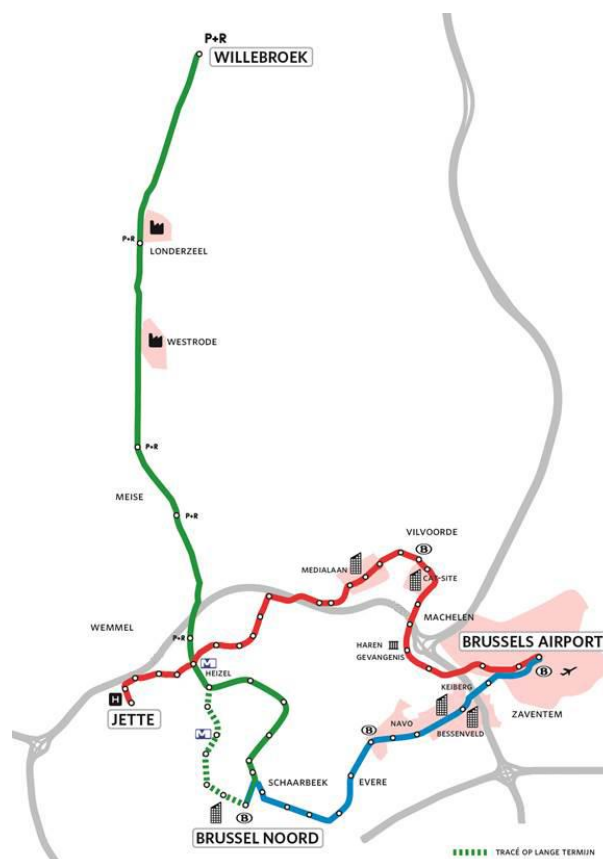 P+R
WILLEBROEK
P+R
LONDERZEEL
WESTRODE
P+R
MEISE
P+R
VILVOORDE
B
MEDIALAAN
CAT-SITE
MACHELEN
WEMMEL
P+R
HAREN
GEVANGENIS
BRUSSELS AIRPORT
M
HEIZEL
B
KEIBERG
H
JETTE
ZAVENTEM
NAVO
B
BESSENVELD
M
SCHAARBEEK
EVERE
B
BRUSSEL NOORD
TRACÉ OP LANGE TERMIJN